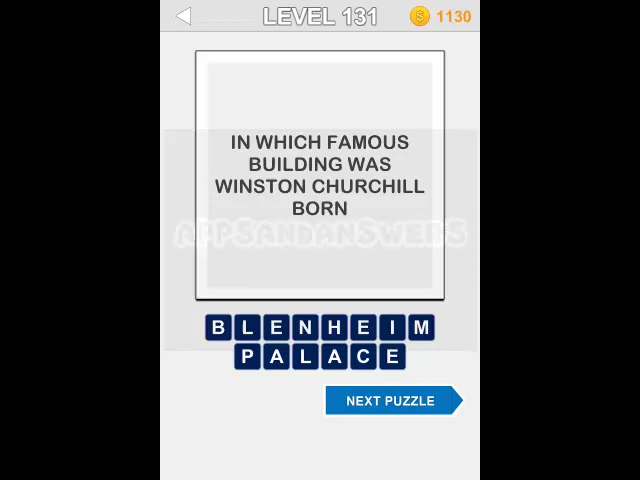 LEVEL 131
1130
IN WHICH FAMOUS
BUILDING WAS
WINSTON CHURCHILL
BORN
APPSANDANSWERS
BLENHEIM
PALACE
NEXT PUZZLE